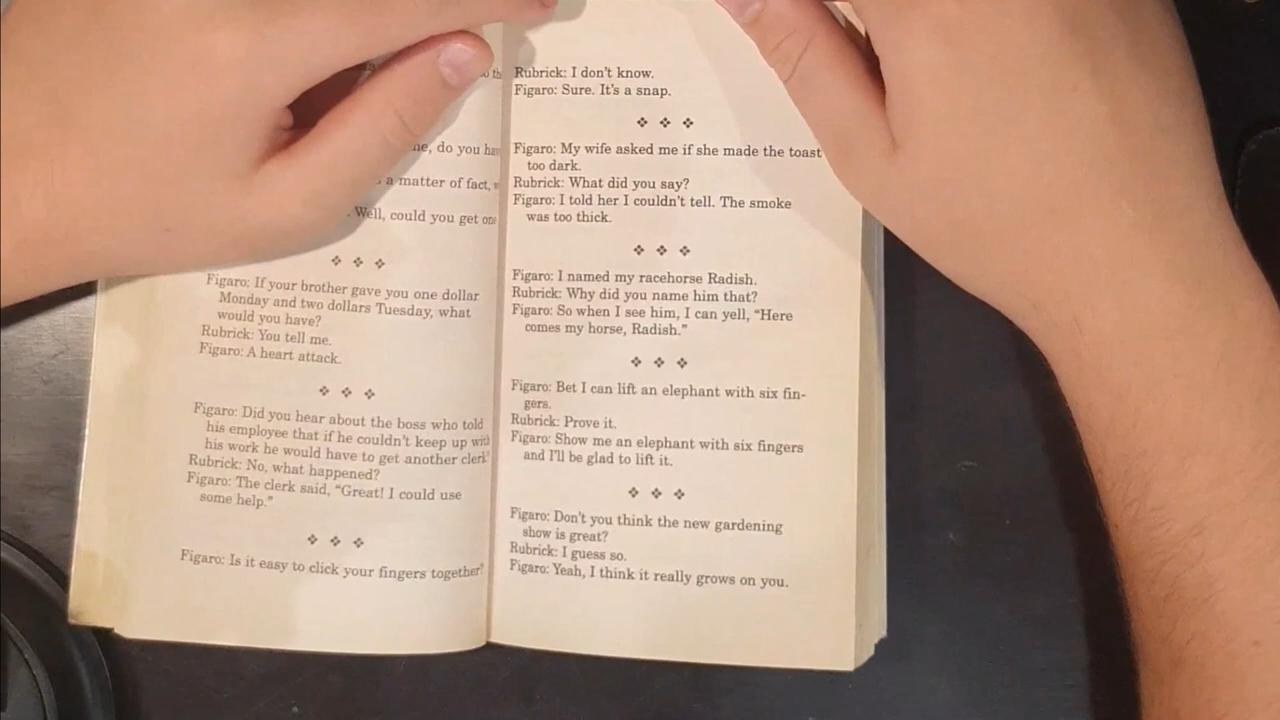 me, do you
a matter of fact,
Well, could you get one
❖ ❖ ❖
Figaro: If your brother gave you one dollar
Monday and two dollars Tuesday, what
would you have?
Rubrick: You tell me.
Figaro: A heart attack.
❖ ❖ ❖
Figaro: Did you hear about the boss who told
his employee that if he couldn't keep up with
his work he would have to get another clerk?
Rubrick: No, what happened?
Figaro: The clerk said, “Great! I could use
some help.”
❖ ❖ ❖
Figaro: Is it easy to click your fingers together?
Rubrick: I don't know.
Figaro: Sure. It's a snap.
❖ ❖ ❖
Figaro: My wife asked me if she made the toast
too dark.
Rubrick: What did you say?
Figaro: I told her I couldn't tell. The smoke
was too thick.
❖ ❖ ❖
Figaro: I named my racehorse Radish.
Rubrick: Why did you name him that?
Figaro: So when I see him, I can yell, “Here
comes my horse, Radish.”
❖ ❖ ❖
Figaro: Bet I can lift an elephant with six fin-
gers.
Rubrick: Prove it.
Figaro: Show me an elephant with six fingers
and I'll be glad to lift it.
❖ ❖ ❖
Figaro: Don't you think the new gardening
show is great?
Rubrick: I guess so.
Figaro: Yeah, I think it really grows on you.